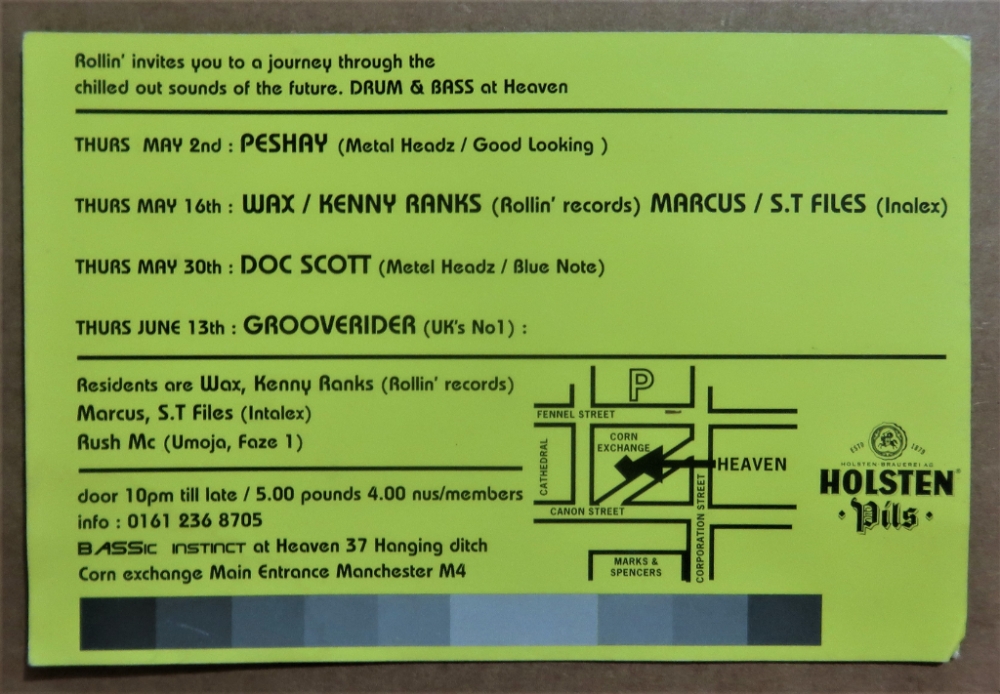 Rollin' invites you to a journey through the
chilled out sounds of the future. DRUM & BASS at Heaven
THURS MAY 2nd : PESHAY (Metal Headz / Good Looking )
THURS MAY 16th : WAX / KENNY RANKS (Rollin' records) MARCUS / S.T FILES (Inalex)
THURS MAY 30th : DOC SCOTT (Metel Headz / Blue Note)
THURS JUNE 13th : GROOVERIDER (UK's No1) :
Residents are Wax, Kenny Ranks (Rollin' records)
Marcus, S.T Files (Intalex)
Rush Mc (Umoja, Faze 1)
door 10pm till late / 5.00 pounds 4.00 nus/members
info : 0161 236 8705
BASSIC INSTINCT at Heaven 37 Hanging ditch
Corn exchange Main Entrance Manchester M4
P
FENNEL STREET
CATHEDRAL
CORN
EXCHANGE
HEAVEN
CANON STREET
CORPORATION STREET
MARKS &
SPENCERS
ESTD 1879
HOLSTEN-BRAUEREI AG
HOLSTEN
Pils